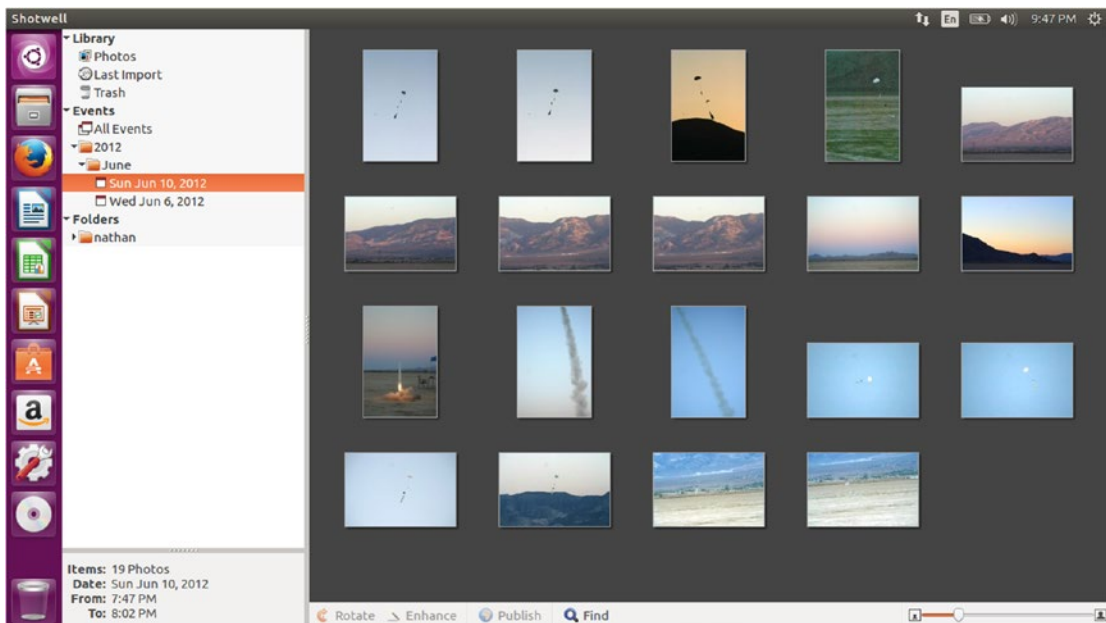 Shotwell
En
9:47 PM
Library
Photos
Last Import
Trash
Events
All Events
2012
June
Sun Jun 10, 2012
Wed Jun 6, 2012
Folders
nathan
Items: 19 Photos
Date: Sun Jun 10, 2012
From: 7:47 PM
To: 8:02 PM
Rotate Enhance Publish Find